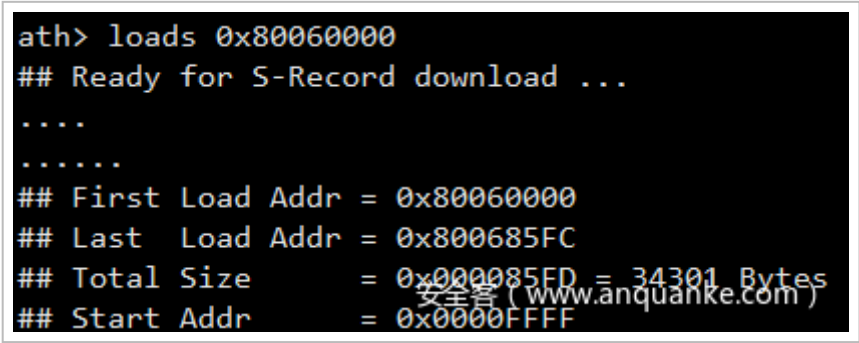 ath> loads 0x80060000
## Ready for S-Record download ...
....
......
## First Load Addr = 0x80060000
## Last  Load Addr = 0x800685FC
## Total Size      = 0x000085FD = 34301 Bytes
安全客 ( www.anquanke.com )
## Start Addr      = 0x0000FFFF